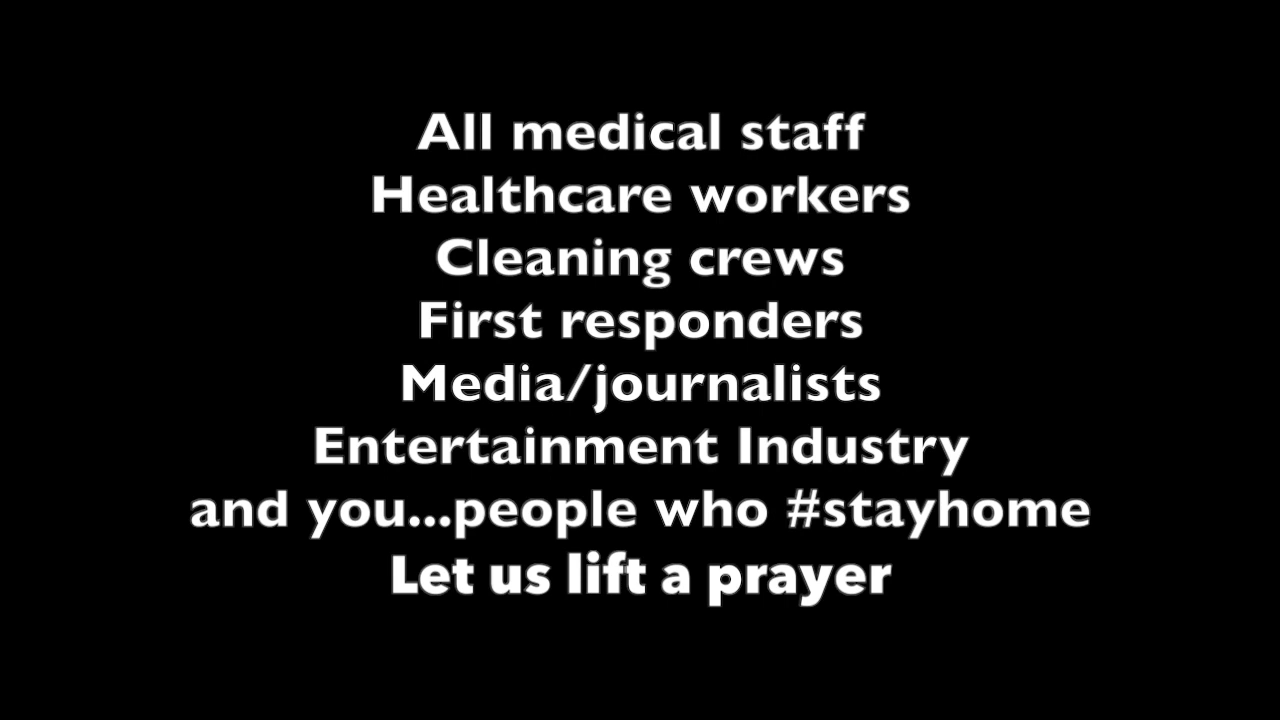 All medical staff
Healthcare workers
Cleaning crews
First responders
Media/journalists
Entertainment Industry
and you...people who #stayhome
Let us lift a prayer